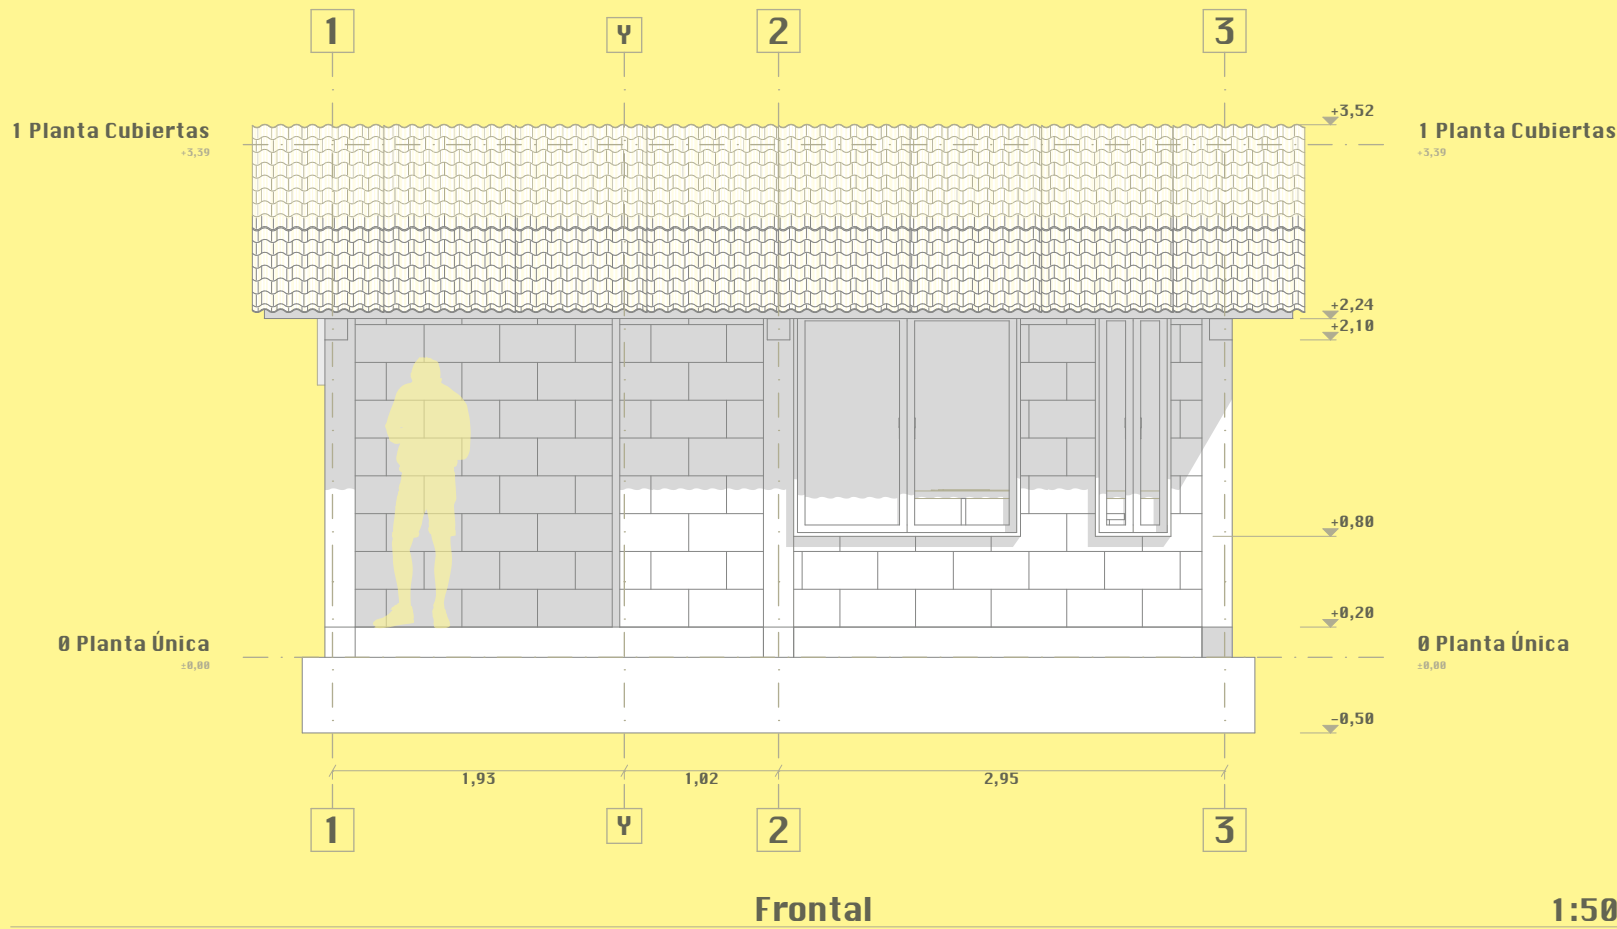 1 Y 2 3
+3,52
1 Planta Cubiertas 1 Planta Cubiertas
+3,39 +3,39
+2,24
+2,10
+0,80
+0,20
0 Planta Única 0 Planta Única
±0,00 ±0,00
-0,50
1,93 1,02 2,95
1 Y 2 3
Frontal 1:50